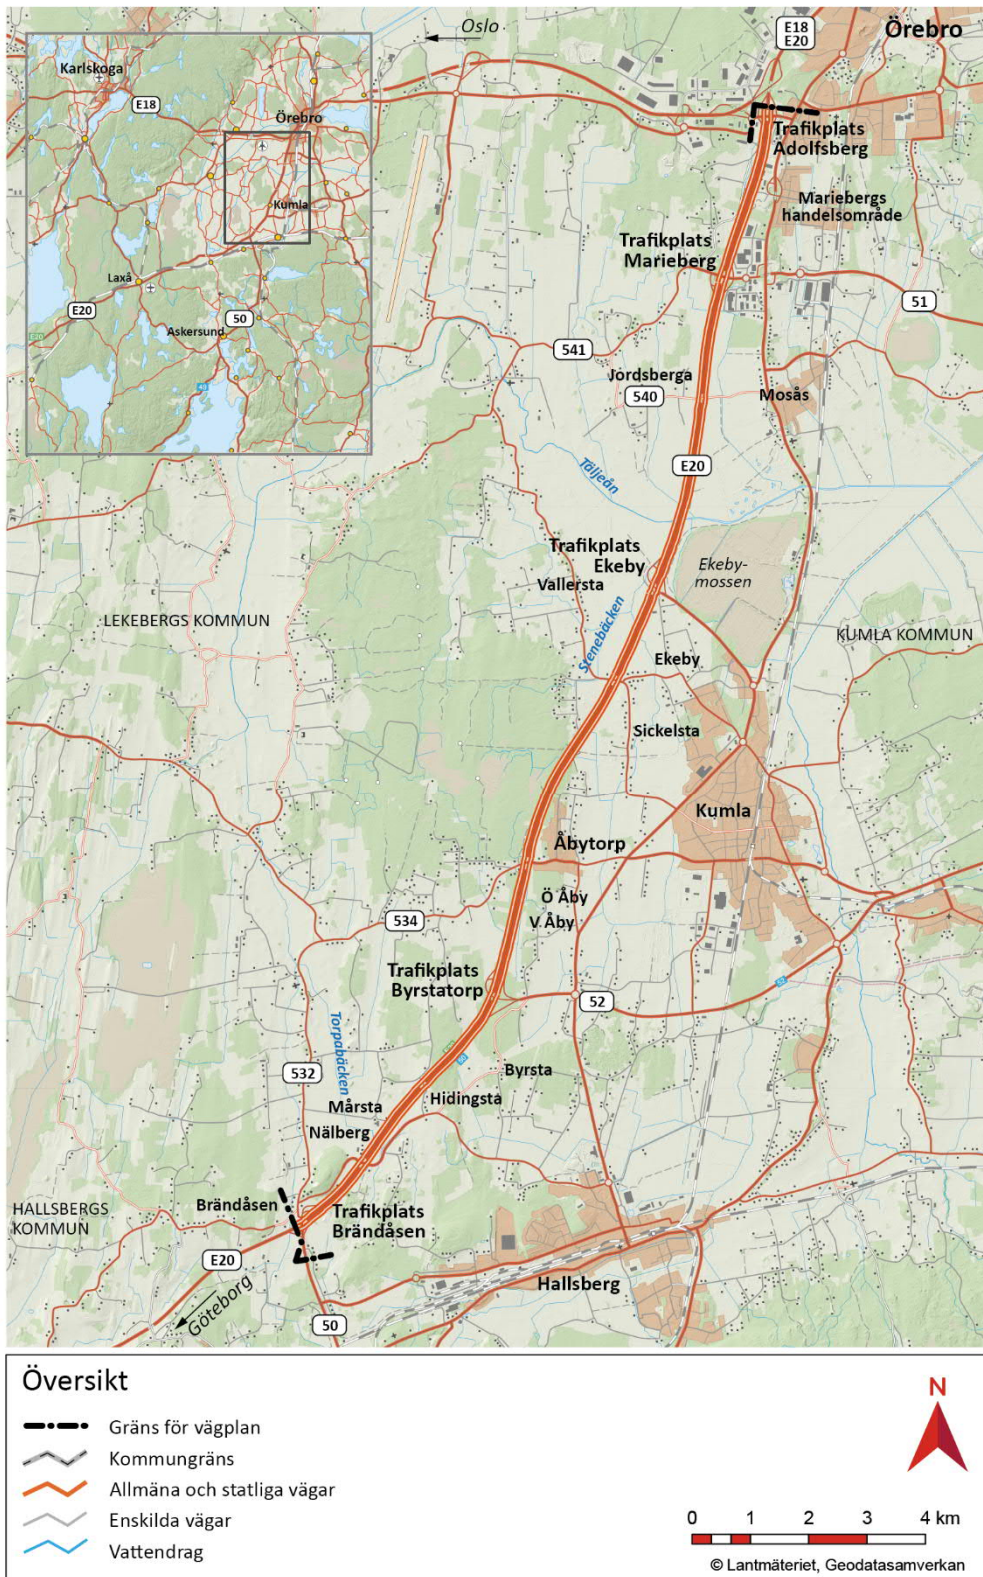 Oslo
E18
E20
Örebro
Karlskoga
E18
Örebro
Kumla
Laxå
E20
E20
50
Askersund
49
Trafikplats
Adolfsberg
Mariebergs
handelsområde
Trafikplats
Marieberg
51
541
Jordsberga
540
Mosås
E20
Täljeån
Trafikplats
Ekeby
Vallersta
Ekeby-
mossen
Stenebäcken
LEKEBERGS KOMMUN
KUMLA KOMMUN
Ekeby
Sickelsta
Kumla
Åbytorp
Ö Åby
V Åby
534
Trafikplats
Byrstatorp
52
52
Torpabäcken
50
532
Byrsta
Hidingsta
Mårsta
Nälberg
Brändåsen
HALLSBERGS
KOMMUN
Trafikplats
Brändåsen
E20
Göteborg
Hallsberg
50
Översikt
Gräns för vägplan
Kommungräns
Allmäna och statliga vägar
Enskilda vägar
Vattendrag
N
0 1 2 3 4 km
© Lantmäteriet, Geodatasamverkan